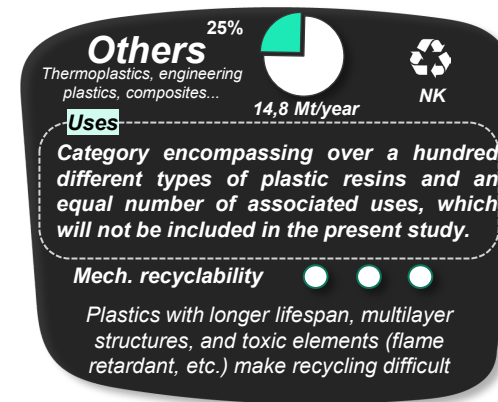 25%
Others
Thermoplastics, engineering
plastics, composites...
14,8 Mt/year
NK
Uses
Category encompassing over a hundred
different types of plastic resins and an
equal number of associated uses, which
will not be included in the present study.
Mech. recyclability
Plastics with longer lifespan, multilayer
structures, and toxic elements (flame
retardant, etc.) make recycling difficult